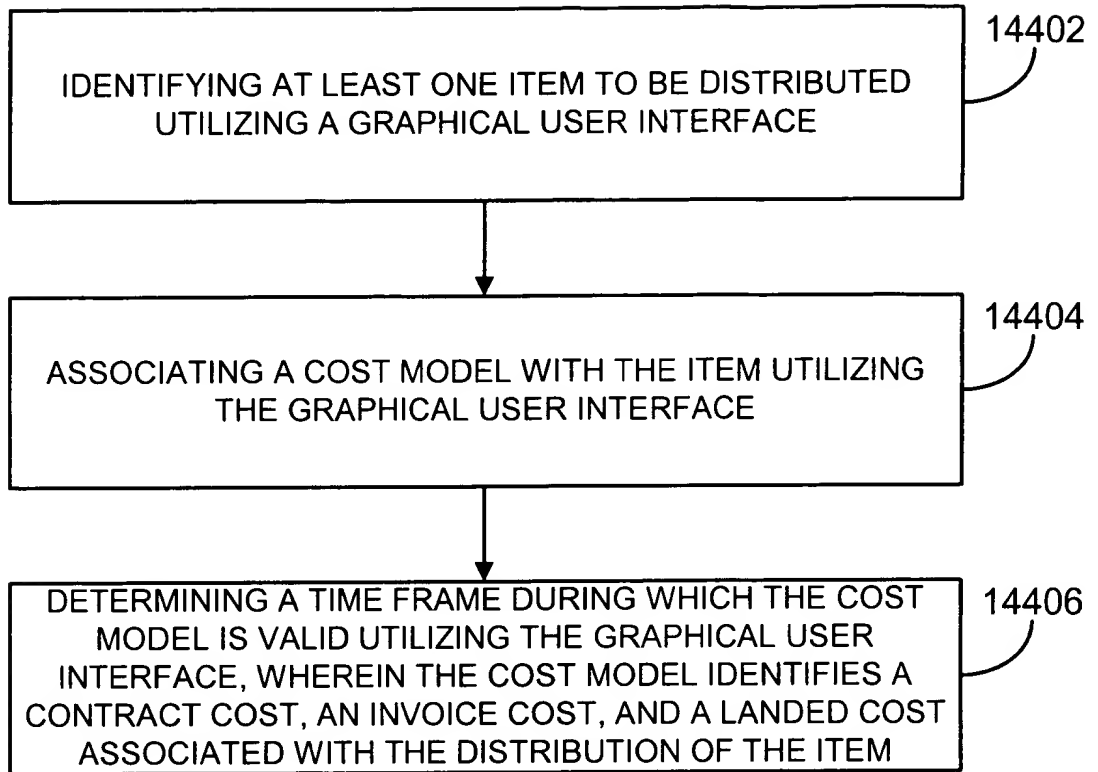 14402
IDENTIFYING AT LEAST ONE ITEM TO BE DISTRIBUTED
UTILIZING A GRAPHICAL USER INTERFACE
14404
ASSOCIATING A COST MODEL WITH THE ITEM UTILIZING
THE GRAPHICAL USER INTERFACE
14406
DETERMINING A TIME FRAME DURING WHICH THE COST
MODEL IS VALID UTILIZING THE GRAPHICAL USER
INTERFACE, WHEREIN THE COST MODEL IDENTIFIES A
CONTRACT COST, AN INVOICE COST, AND A LANDED COST
ASSOCIATED WITH THE DISTRIBUTION OF THE ITEM